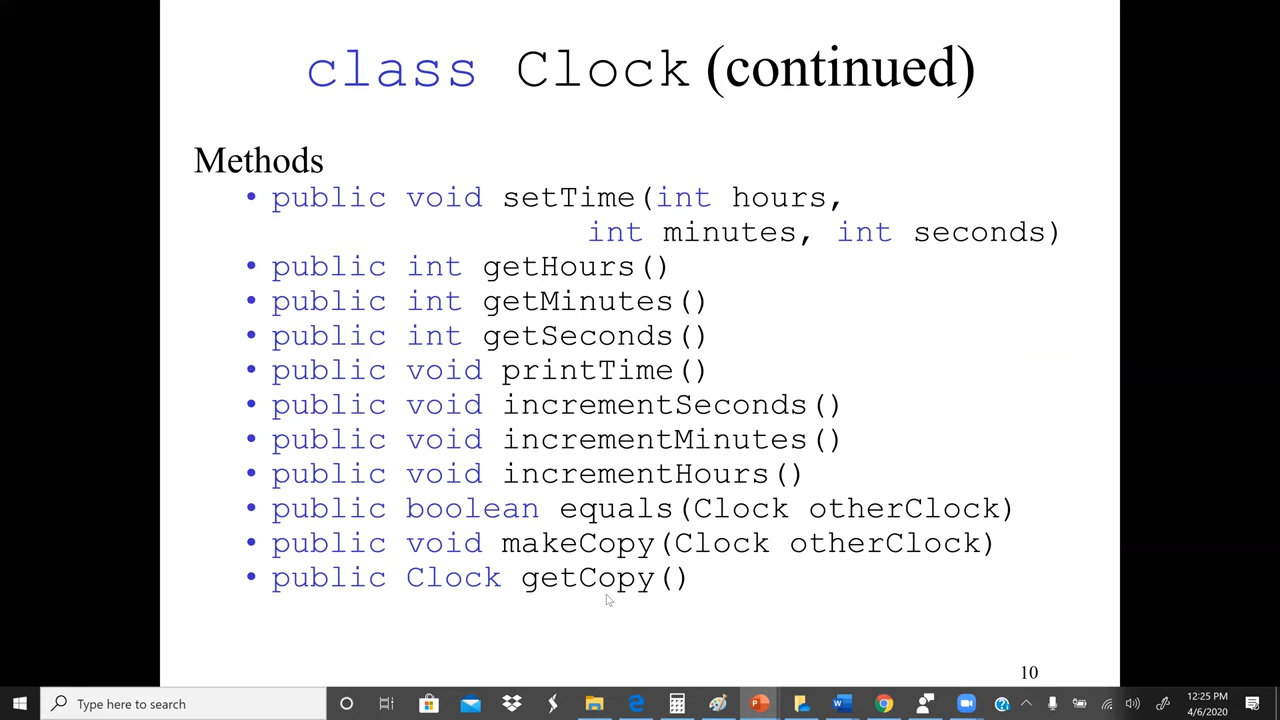 class Clock (continued)
Methods
• public void setTime(int hours,
int minutes, int seconds)
• public int getHours()
• public int getMinutes()
• public int getSeconds()
• public void printTime()
• public void incrementSeconds()
• public void incrementMinutes()
• public void incrementHours()
• public boolean equals(Clock otherClock)
• public void makeCopy(Clock otherClock)
• public Clock getCopy()
10
Type here to search
12:25 PM
4/6/2020